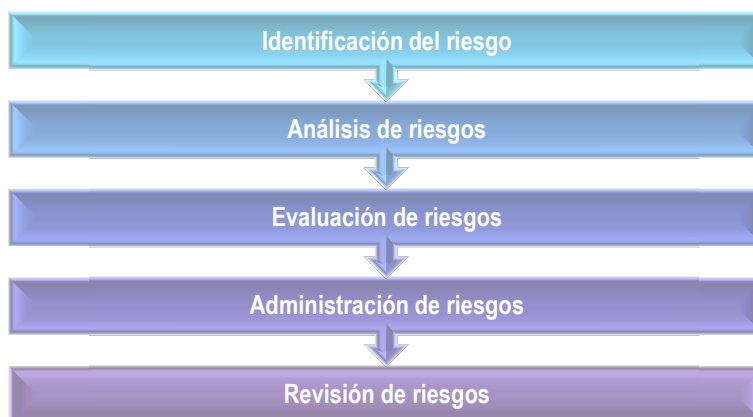 Identificación del riesgo
Análisis de riesgos
Evaluación de riesgos
Administración de riesgos
Revisión de riesgos